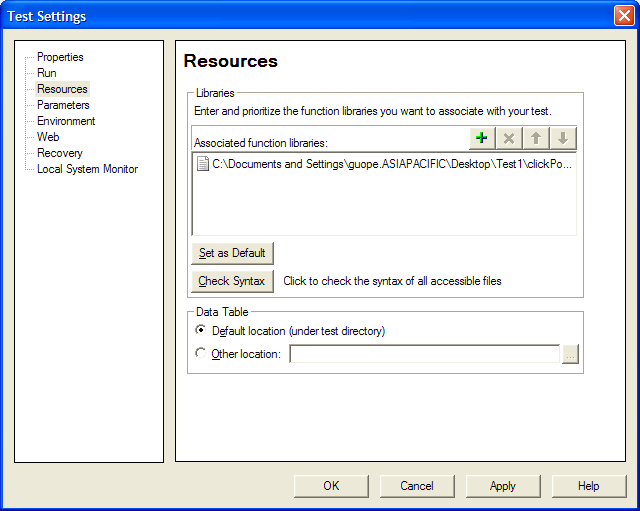 Test Settings
Properties
Run
Resources
Parameters
Environment
Web
Recovery
Local System Monitor
Resources
Libraries
Enter and prioritize the function libraries you want to associate with your test.
Associated function libraries:
C:\Documents and Settings\guope.ASIAPACIFIC\Desktop\Test1\clickPo...
Set as Default
Check Syntax Click to check the syntax of all accessible files
Data Table
Default location (under test directory)
Other location: ...
OK Cancel Apply Help